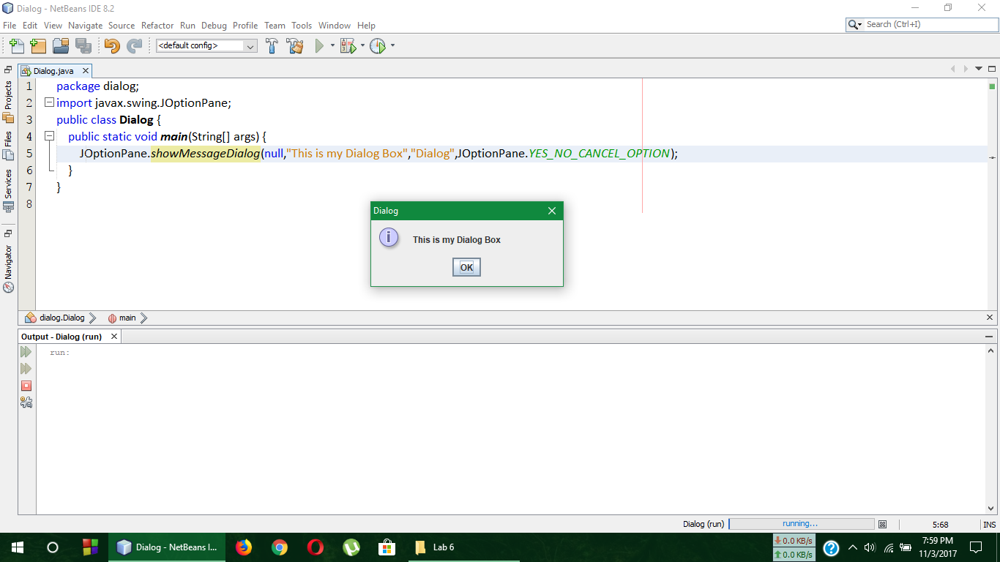 Dialog - NetBeans IDE 8.2
File Edit View Navigate Source Refactor Run Debug Profile Team Tools Window Help
Search (Ctrl+I)
<default config>
Dialog.java
Projects
Files
Services
Navigator
1 package dialog;
2 import javax.swing.JOptionPane;
3 public class Dialog {
4 public static void main(String[] args) {
5 JOptionPane.showMessageDialog(null,"This is my Dialog Box","Dialog",JOptionPane.YES_NO_CANCEL_OPTION);
6 }
7 }
8
Dialog
i
This is my Dialog Box
OK
dialog.Dialog main
Output - Dialog (run)
run:
Dialog (run) running... 5:68 INS
Dialog - NetBeans I...
Lab 6
0.0 KB/s
0.0 KB/s
7:59 PM
11/3/2017